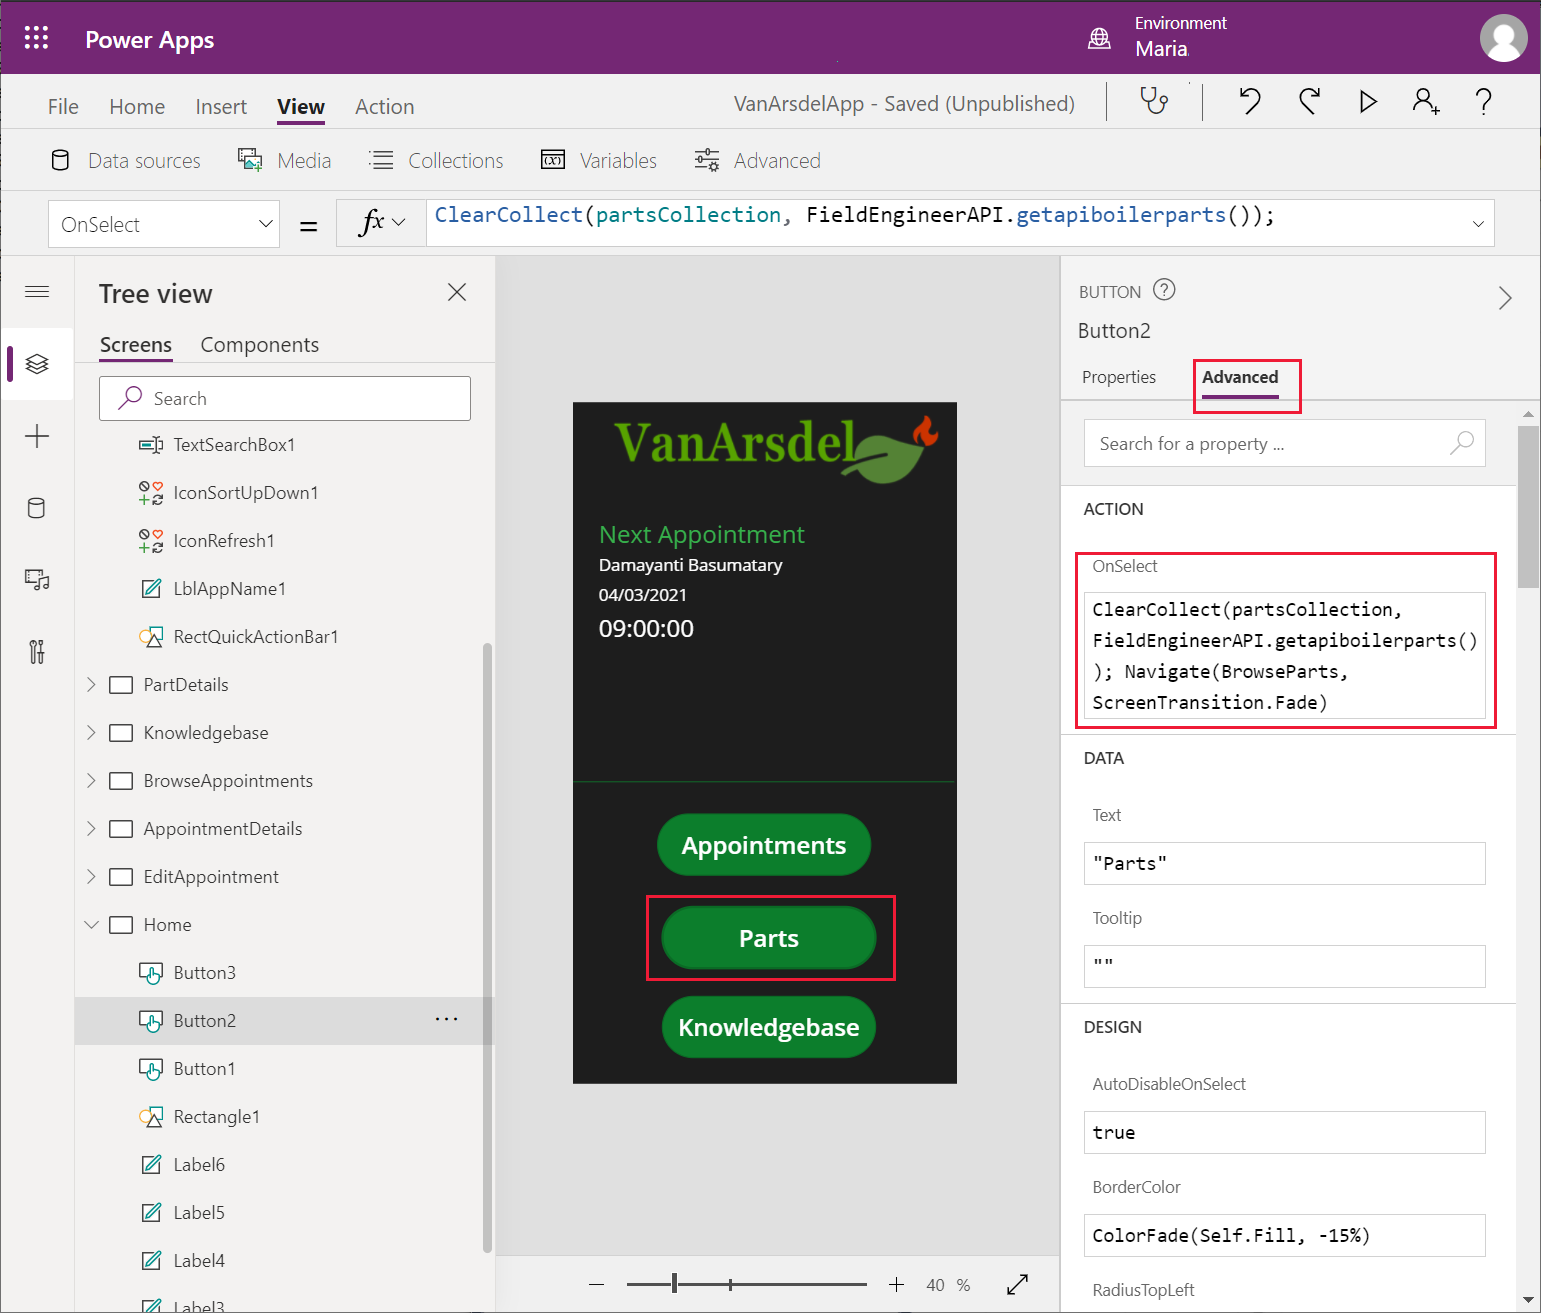 Power Apps
Environment
Maria
File Home Insert View Action
VanArsdelApp - Saved (Unpublished)
Data sources Media Collections Variables Advanced
OnSelect
=
fx
ClearCollect(partsCollection, FieldEngineerAPI.getapiboilerparts());
Tree view
Screens Components
Search
TextSearchBox1
IconSortUpDown1
IconRefresh1
LblAppName1
RectQuickActionBar1
PartDetails
Knowledgebase
BrowseAppointments
AppointmentDetails
EditAppointment
Home
Button3
Button2
Button1
Rectangle1
Label6
Label5
Label4
Label3
VanArsdel
Next Appointment
Damayanti Basumatary
04/03/2021
09:00:00
Appointments
Parts
Knowledgebase
40 %
BUTTON
Button2
Properties Advanced
Search for a property ...
ACTION
OnSelect
ClearCollect(partsCollection,
FieldEngineerAPI.getapiboilerparts()
); Navigate(BrowseParts,
ScreenTransition.Fade)
DATA
Text
"Parts"
Tooltip
""
DESIGN
AutoDisableOnSelect
true
BorderColor
ColorFade(Self.Fill, -15%)
RadiusTopLeft